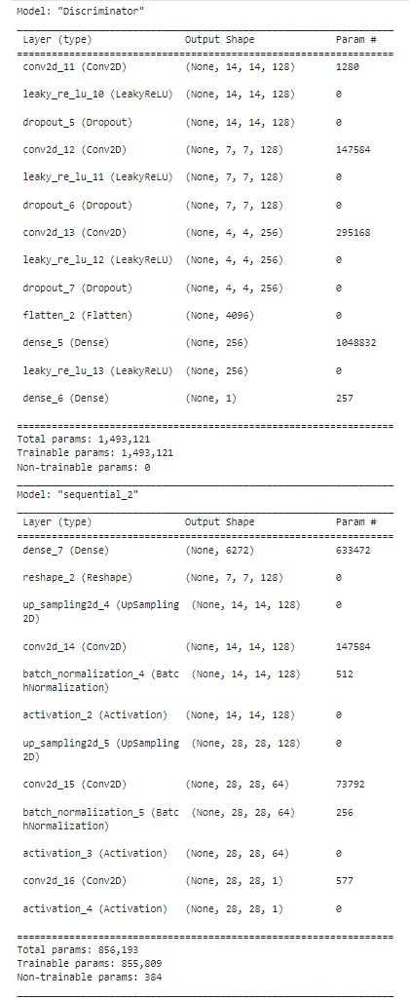 Model: "Discriminator"
Layer (type) Output Shape Param #
conv2d_11 (Conv2D) (None, 14, 14, 128) 1280
leaky_re_lu_10 (LeakyReLU) (None, 14, 14, 128) 0
dropout_5 (Dropout) (None, 14, 14, 128) 0
conv2d_12 (Conv2D) (None, 7, 7, 128) 147584
leaky_re_lu_11 (LeakyReLU) (None, 7, 7, 128) 0
dropout_6 (Dropout) (None, 7, 7, 128) 0
conv2d_13 (Conv2D) (None, 4, 4, 256) 295168
leaky_re_lu_12 (LeakyReLU) (None, 4, 4, 256) 0
dropout_7 (Dropout) (None, 4, 4, 256) 0
flatten_2 (Flatten) (None, 4096) 0
dense_5 (Dense) (None, 256) 1048832
leaky_re_lu_13 (LeakyReLU) (None, 256) 0
dense_6 (Dense) (None, 1) 257
Total params: 1,493,121
Trainable params: 1,493,121
Non-trainable params: 0
Model: "sequential_2"
Layer (type) Output Shape Param #
dense_7 (Dense) (None, 6272) 633472
reshape_2 (Reshape) (None, 7, 7, 128) 0
up_sampling2d_4 (UpSampling (None, 14, 14, 128) 0
2D)
conv2d_14 (Conv2D) (None, 14, 14, 128) 147584
batch_normalization_4 (Batc (None, 14, 14, 128) 512
hNormalization)
activation_2 (Activation) (None, 14, 14, 128) 0
up_sampling2d_5 (UpSampling (None, 28, 28, 128) 0
2D)
conv2d_15 (Conv2D) (None, 28, 28, 64) 73792
batch_normalization_5 (Batc (None, 28, 28, 64) 256
hNormalization)
activation_3 (Activation) (None, 28, 28, 64) 0
conv2d_16 (Conv2D) (None, 28, 28, 1) 577
activation_4 (Activation) (None, 28, 28, 1) 0
Total params: 856,193
Trainable params: 855,809
Non-trainable params: 384